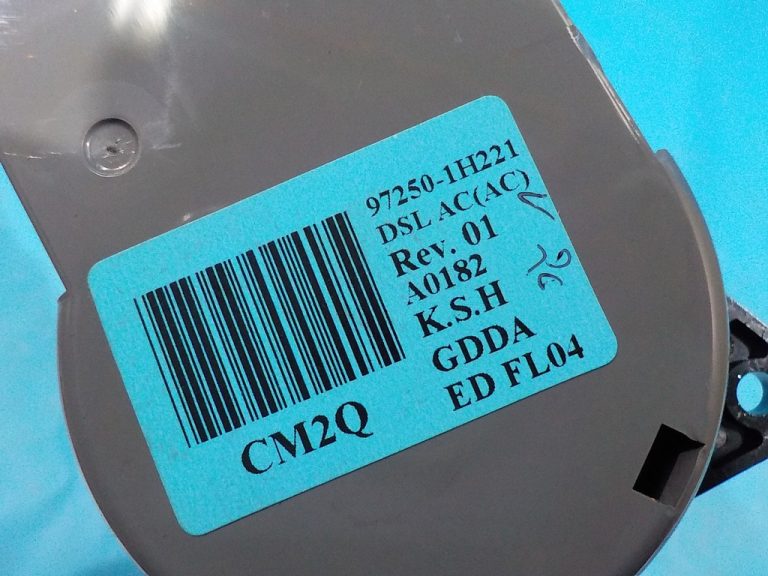 97250-1H221
DSL AC(AC)
Rev. 01
A0182
K.S.H
GDDA
ED FL04
CM2Q